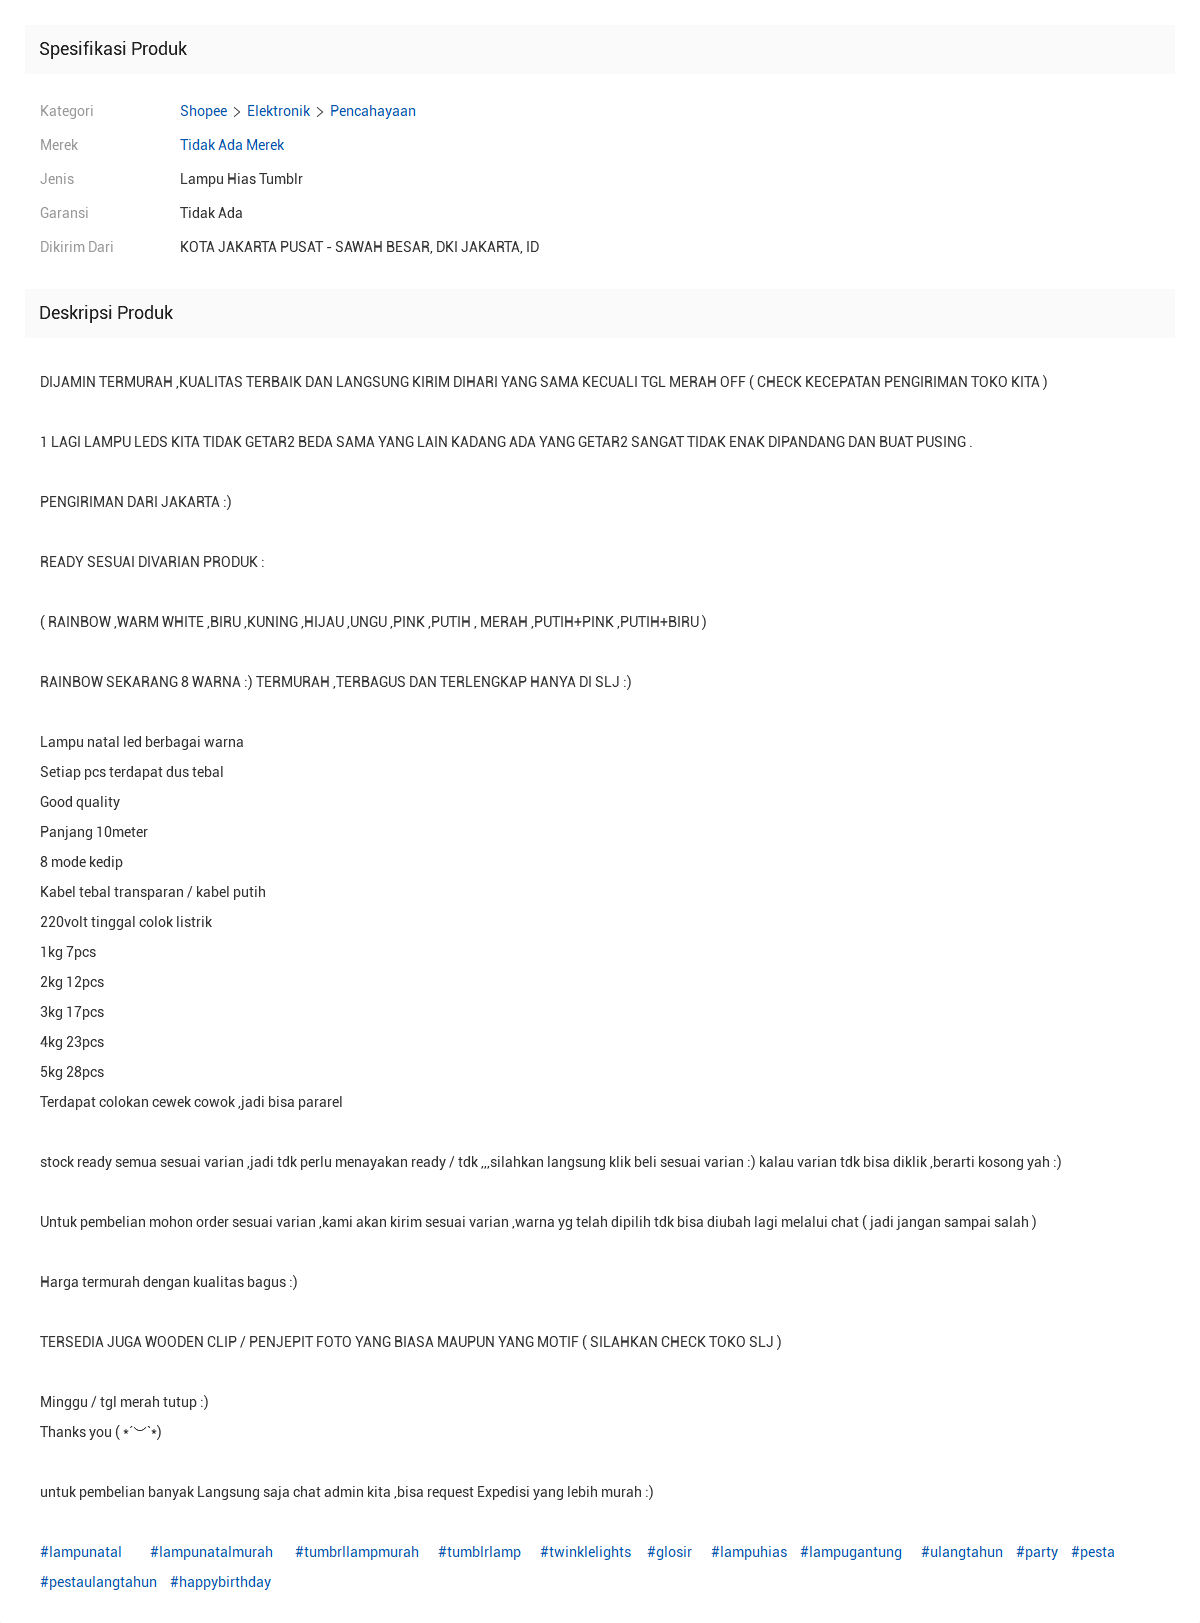 Spesifikasi Produk
Kategori Shopee > Elektronik > Pencahayaan
Merek Tidak Ada Merek
Jenis Lampu Hias Tumblr
Garansi Tidak Ada
Dikirim Dari KOTA JAKARTA PUSAT - SAWAH BESAR, DKI JAKARTA, ID
Deskripsi Produk
DIJAMIN TERMURAH ,KUALITAS TERBAIK DAN LANGSUNG KIRIM DIHARI YANG SAMA KECUALI TGL MERAH OFF ( CHECK KECEPATAN PENGIRIMAN TOKO KITA )
1 LAGI LAMPU LEDS KITA TIDAK GETAR2 BEDA SAMA YANG LAIN KADANG ADA YANG GETAR2 SANGAT TIDAK ENAK DIPANDANG DAN BUAT PUSING .
PENGIRIMAN DARI JAKARTA :)
READY SESUAI DIVARIAN PRODUK :
( RAINBOW ,WARM WHITE ,BIRU ,KUNING ,HIJAU ,UNGU ,PINK ,PUTIH , MERAH ,PUTIH+PINK ,PUTIH+BIRU )
RAINBOW SEKARANG 8 WARNA :) TERMURAH ,TERBAGUS DAN TERLENGKAP HANYA DI SLJ :)
Lampu natal led berbagai warna
Setiap pcs terdapat dus tebal
Good quality
Panjang 10meter
8 mode kedip
Kabel tebal transparan / kabel putih
220volt tinggal colok listrik
1kg 7pcs
2kg 12pcs
3kg 17pcs
4kg 23pcs
5kg 28pcs
Terdapat colokan cewek cowok ,jadi bisa pararel
stock ready semua sesuai varian ,jadi tdk perlu menayakan ready / tdk ,,,silahkan langsung klik beli sesuai varian :) kalau varian tdk bisa diklik ,berarti kosong yah :)
Untuk pembelian mohon order sesuai varian ,kami akan kirim sesuai varian ,warna yg telah dipilih tdk bisa diubah lagi melalui chat ( jadi jangan sampai salah )
Harga termurah dengan kualitas bagus :)
TERSEDIA JUGA WOODEN CLIP / PENJEPIT FOTO YANG BIASA MAUPUN YANG MOTIF ( SILAHKAN CHECK TOKO SLJ )
Minggu / tgl merah tutup :)
Thanks you ( *´︶`*)
untuk pembelian banyak Langsung saja chat admin kita ,bisa request Expedisi yang lebih murah :)
#lampunatal #lampunatalmurah #tumbrllampmurah #tumblrlamp #twinklelights #glosir #lampuhias #lampugantung #ulangtahun #party #pesta
#pestaulangtahun #happybirthday